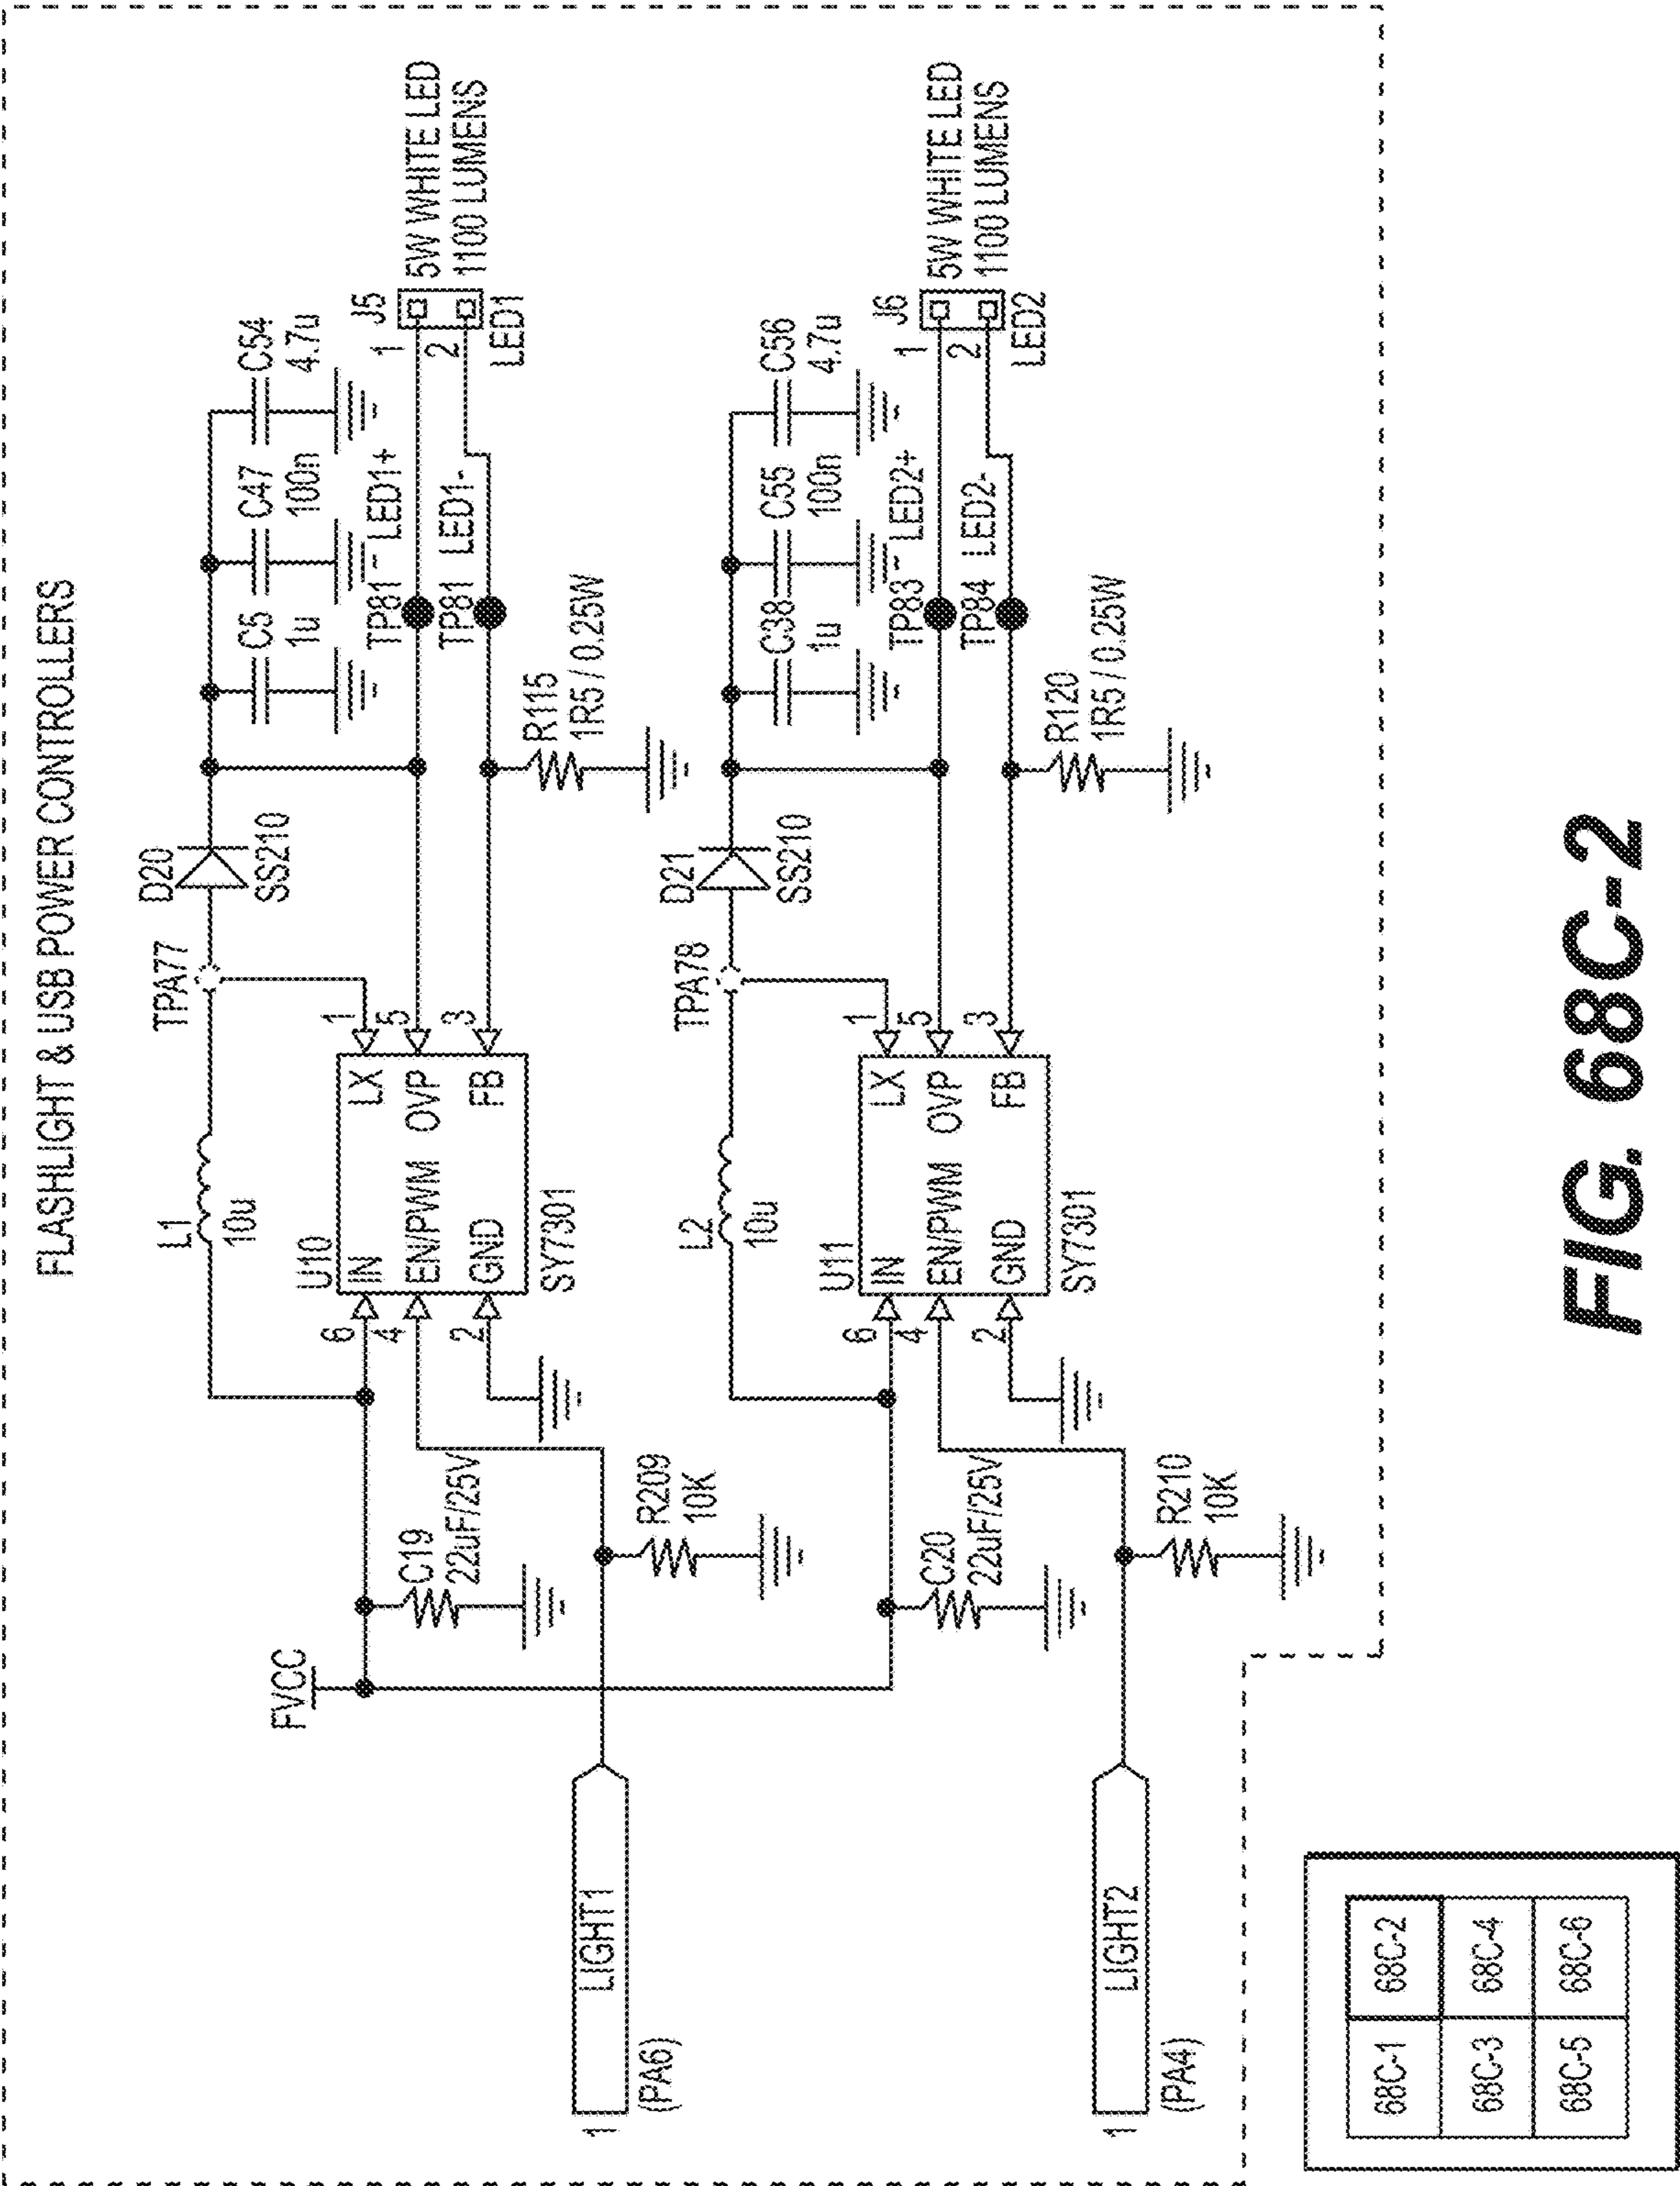 FLASHLIGHT & USB POWER CONTROLLERS
L1
10u
TPA77
D20
SS210
C5
1u
C47
100n
C54
4.7u
FVCC
U10
6
IN
LX
1
4
EN/PWM
OVP
5
2
GND
FB
3
SY7301
TP81
LED1+
TP81
LED1-
J5
1
2
LED1
5W WHITE LED
1100 LUMENS
C19
22uF/25V
R115
1R5 / 0.25W
R209
10K
1
LIGHT1
(PA6)
L2
10u
TPA78
D21
SS210
C38
1u
C55
100n
C56
4.7u
U11
6
IN
LX
1
4
EN/PWM
OVP
5
2
GND
FB
3
SY7301
TP83
LED2+
TP84
LED2-
J6
1
2
LED2
5W WHITE LED
1100 LUMENS
C20
22uF/25V
R120
1R5 / 0.25W
R210
10K
1
LIGHT2
(PA4)
68C-1 68C-2
68C-3 68C-4
68C-5 68C-6
FIG. 68C-2